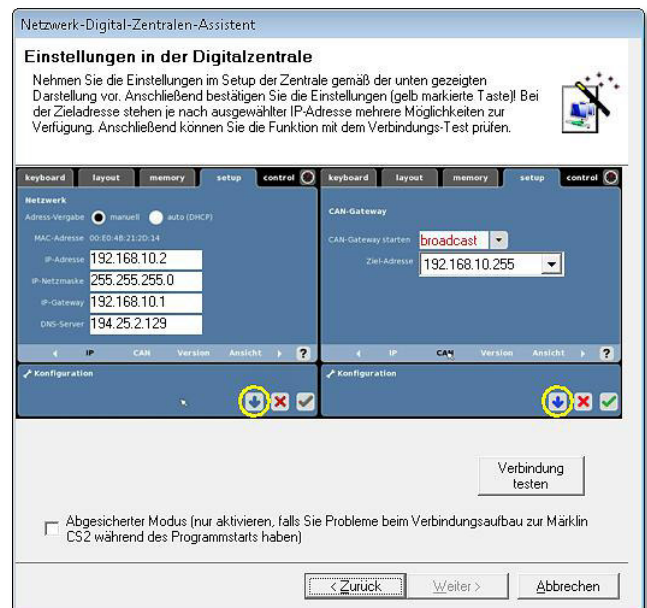 Netzwerk-Digital-Zentralen-Assistent
Einstellungen in der Digitalzentrale
Nehmen Sie die Einstellungen im Setup der Zentrale gemäß der unten gezeigten
Darstellung vor. Anschließend bestätigen Sie die Einstellungen (gelb markierte Taste)! Bei
der Zieladresse stehen je nach ausgewählter IP-Adresse mehrere Möglichkeiten zur
Verfügung. Anschließend können Sie die Funktion mit dem Verbindungs-Test prüfen.
keyboard layout memory setup control
Netzwerk
Adress-Vergabe manuell auto (DHCP)
MAC-Adresse 00:E0:4B:21:2D:14
IP-Adresse 192.168.10.2
IP-Netzmaske 255.255.255.0
IP-Gateway 192.168.10.1
DNS-Server 194.25.2.129
IP CAN Version Ansicht ?
Konfiguration
keyboard layout memory setup control
CAN-Gateway
CAN-Gateway starten broadcast
Ziel-Adresse 192.168.10.255
IP CAN Version Ansicht ?
Konfiguration
Verbindung
testen
Abgesicherter Modus (nur aktivieren, falls Sie Probleme beim Verbindungsaufbau zur Märklin
CS2 während des Programmstarts haben)
< Zurück Weiter > Abbrechen